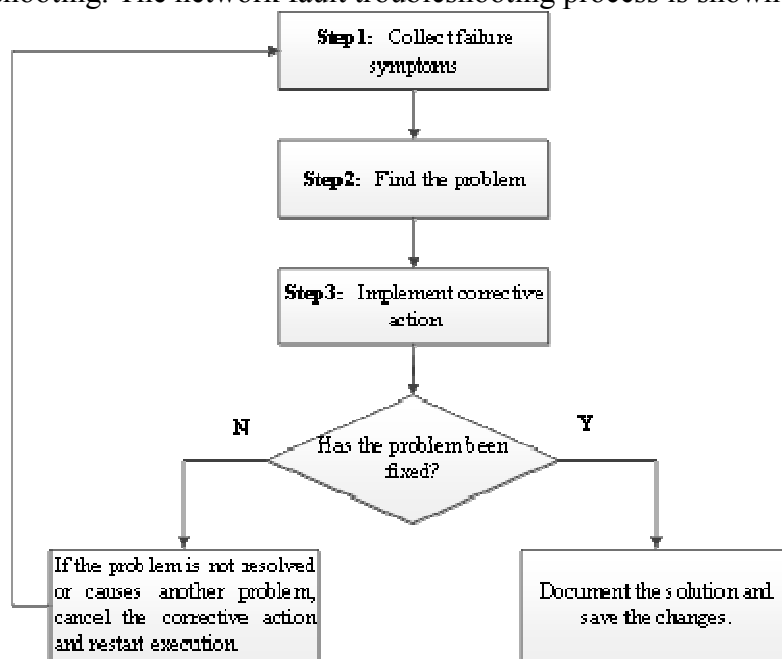 hooting. The network fault troubleshooting process is shown
Step1: Collect failure
symptoms
Step2: Find the problem
Step3: Implement corrective
action
N
Y
Has the problem been
fixed?
If the problem is not resolved
or causes another problem,
cancel the corrective action
and restart execution.
Document the solution and
save the changes.